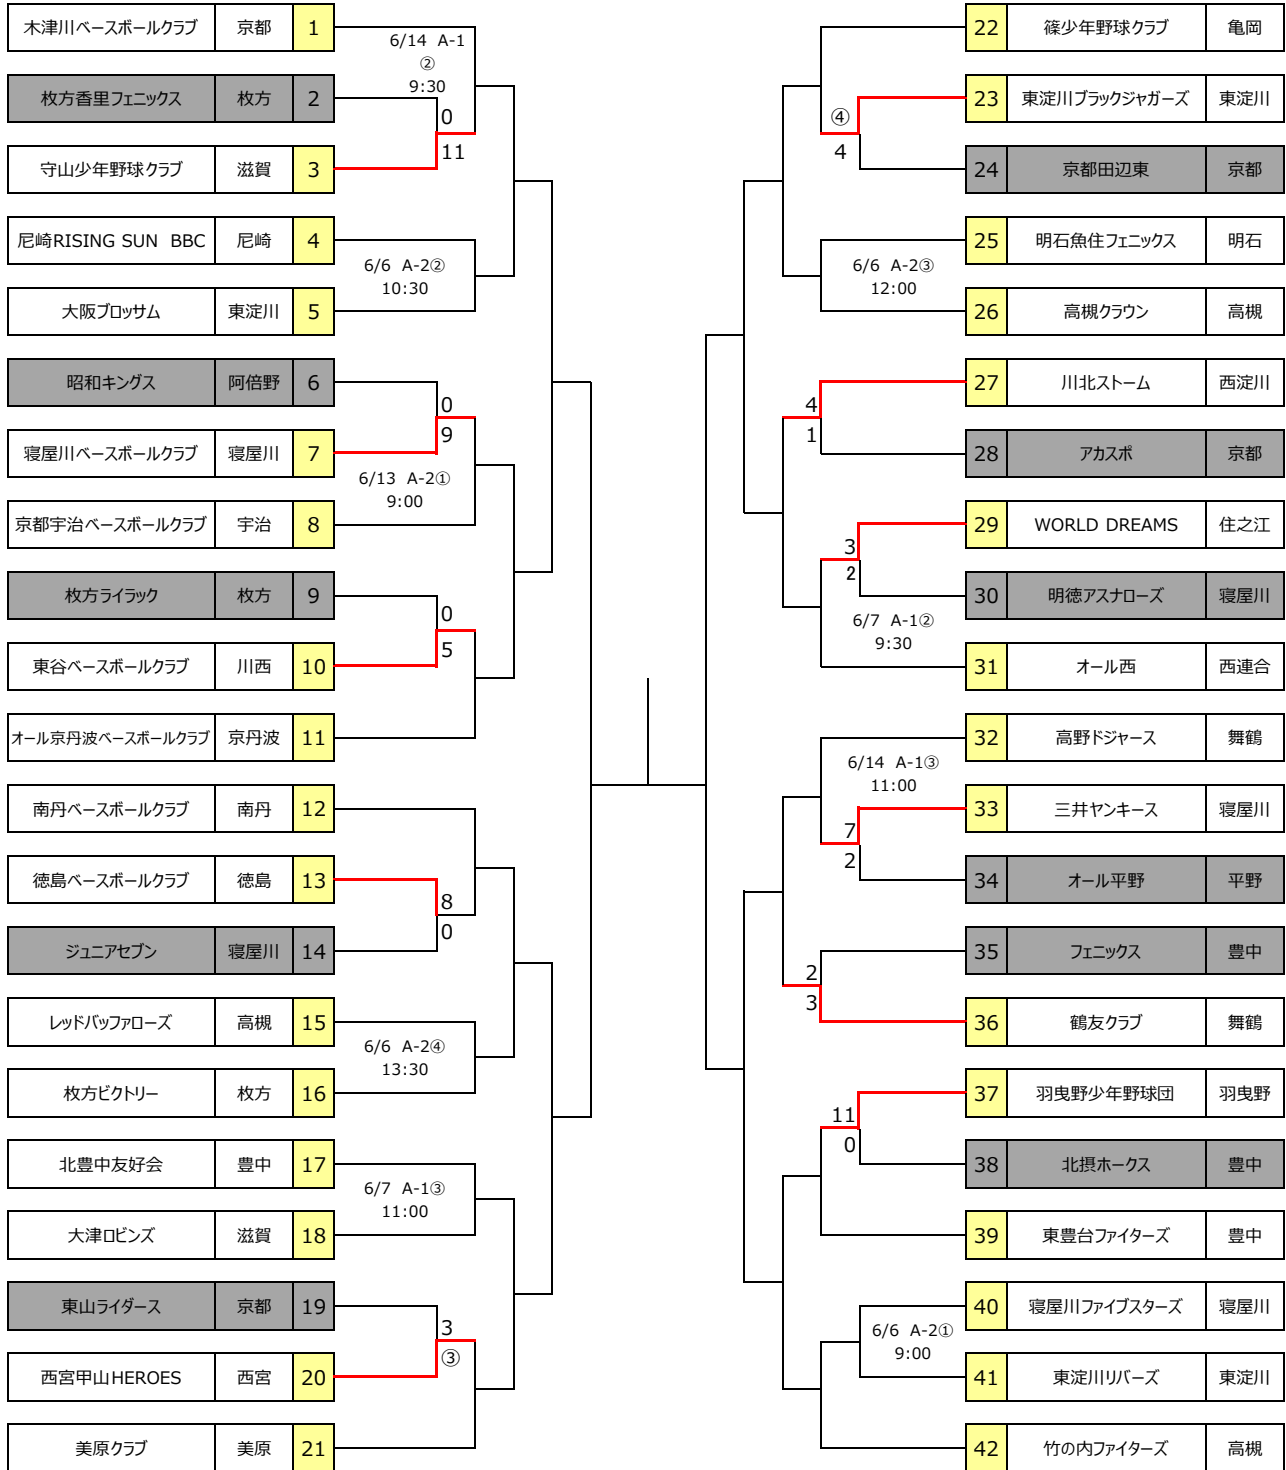 木津川ベースボールクラブ 京都 1
6/14 A-1
②
9:30
枚方香里フェニックス 枚方 2
0
11
守山少年野球クラブ 滋賀 3
尼崎RISING SUN BBC 尼崎 4
6/6 A-2②
10:30
大阪ブロッサム 東淀川 5
昭和キングス 阿倍野 6
0
9
寝屋川ベースボールクラブ 寝屋川 7
6/13 A-2①
9:00
京都宇治ベースボールクラブ 宇治 8
枚方ライラック 枚方 9
0
5
東谷ベースボールクラブ 川西 10
オール京丹波ベースボールクラブ 京丹波 11
南丹ベースボールクラブ 南丹 12
徳島ベースボールクラブ 徳島 13
8
0
ジュニアセブン 寝屋川 14
レッドバッファローズ 高槻 15
6/6 A-2④
13:30
枚方ビクトリー 枚方 16
北豊中友好会 豊中 17
6/7 A-1③
11:00
大津ロビンズ 滋賀 18
東山ライダース 京都 19
3
③
西宮甲山HEROES 西宮 20
美原クラブ 美原 21
22 篠少年野球クラブ 亀岡
23 東淀川ブラックジャガーズ 東淀川
④
4
24 京都田辺東 京都
25 明石魚住フェニックス 明石
6/6 A-2③
12:00
26 高槻クラウン 高槻
27 川北ストーム 西淀川
4
1
28 アカスポ 京都
29 WORLD DREAMS 住之江
3
2
30 明徳アスナローズ 寝屋川
6/7 A-1②
9:30
31 オール西 西連合
32 高野ドジャース 舞鶴
6/14 A-1③
11:00
33 三井ヤンキース 寝屋川
7
2
34 オール平野 平野
35 フェニックス 豊中
2
3
36 鶴友クラブ 舞鶴
37 羽曳野少年野球団 羽曳野
11
0
38 北摂ホークス 豊中
39 東豊台ファイターズ 豊中
40 寝屋川ファイブスターズ 寝屋川
6/6 A-2①
9:00
41 東淀川リバーズ 東淀川
42 竹の内ファイターズ 高槻